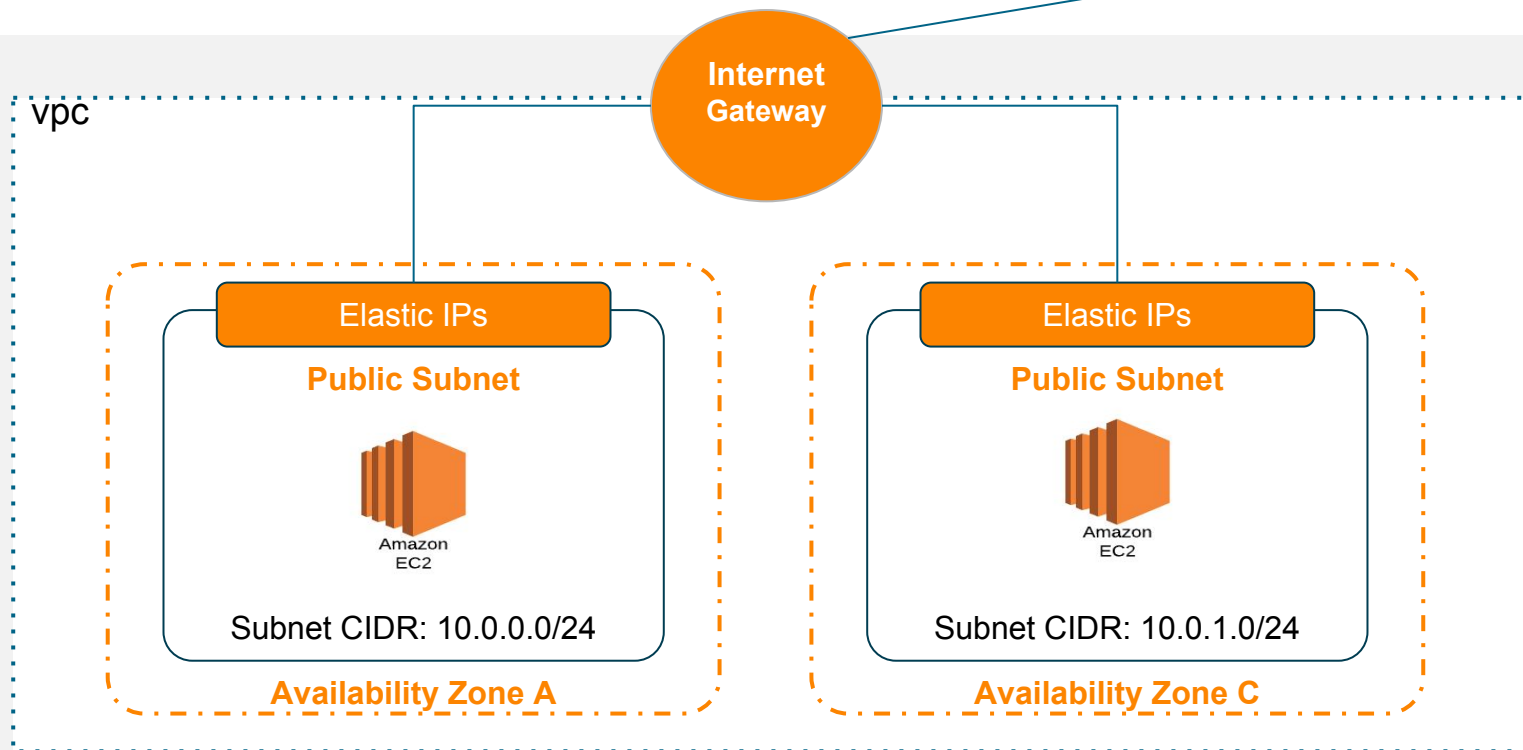 Internet
Gateway
vpc
Elastic IPs
Public Subnet
Amazon
EC2
Subnet CIDR: 10.0.0.0/24
Availability Zone A
Elastic IPs
Public Subnet
Amazon
EC2
Subnet CIDR: 10.0.1.0/24
Availability Zone C